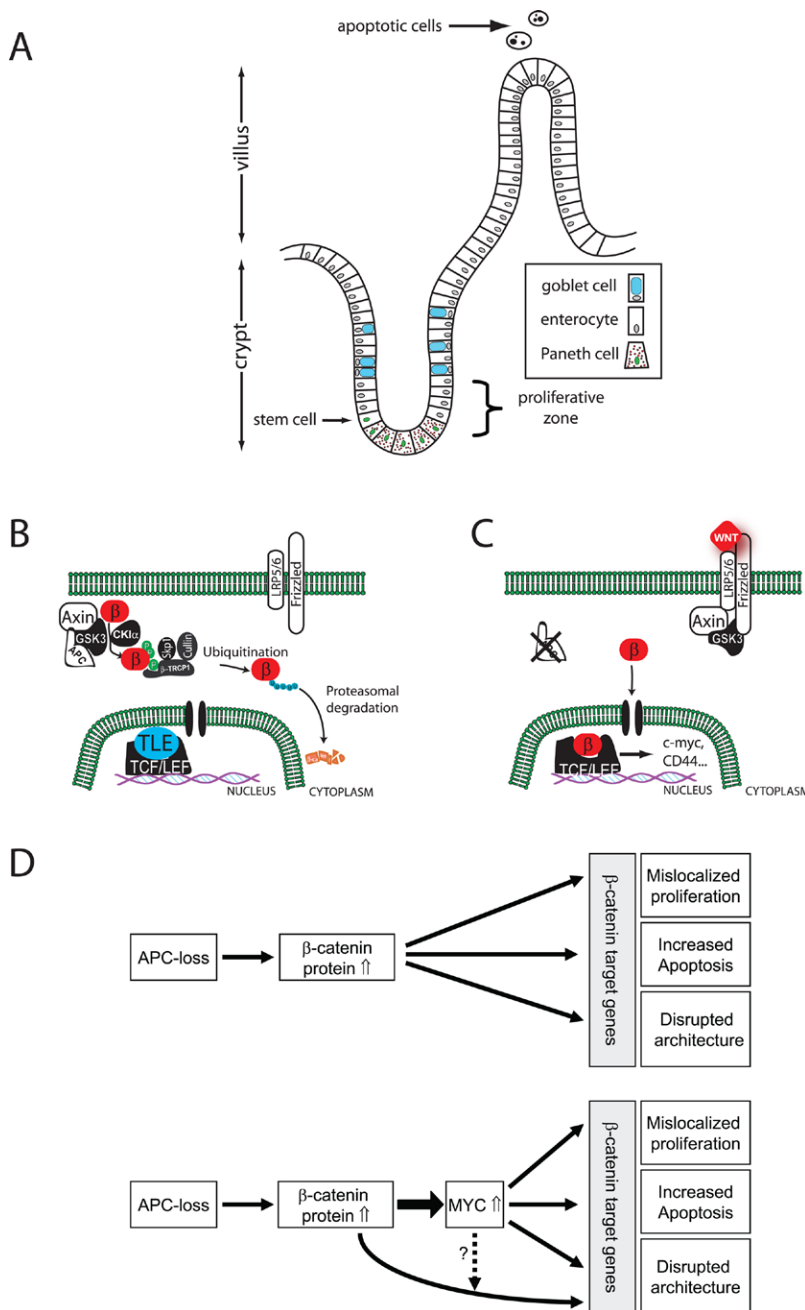 A
apoptotic cells
villus
crypt
goblet cell
enterocyte
Paneth cell
stem cell
proliferative
zone
B
LRP5/6
Frizzled
Axin
β
GSK3
CKIα
APC
β
P
P
Skp1
Cullin
β-TRCP1
Ubiquitination
β
Proteasomal
degradation
TLE
TCF/LEF
NUCLEUS
CYTOPLASM
C
WNT
LRP5/6
Frizzled
Axin
GSK3
β
β
TCF/LEF
c-myc,
CD44...
NUCLEUS
CYTOPLASM
D
APC-loss
β-catenin
protein ⇑
β-catenin target genes
Mislocalized
proliferation
Increased
Apoptosis
Disrupted
architecture
APC-loss
β-catenin
protein ⇑
MYC ⇑
?
β-catenin target genes
Mislocalized
proliferation
Increased
Apoptosis
Disrupted
architecture